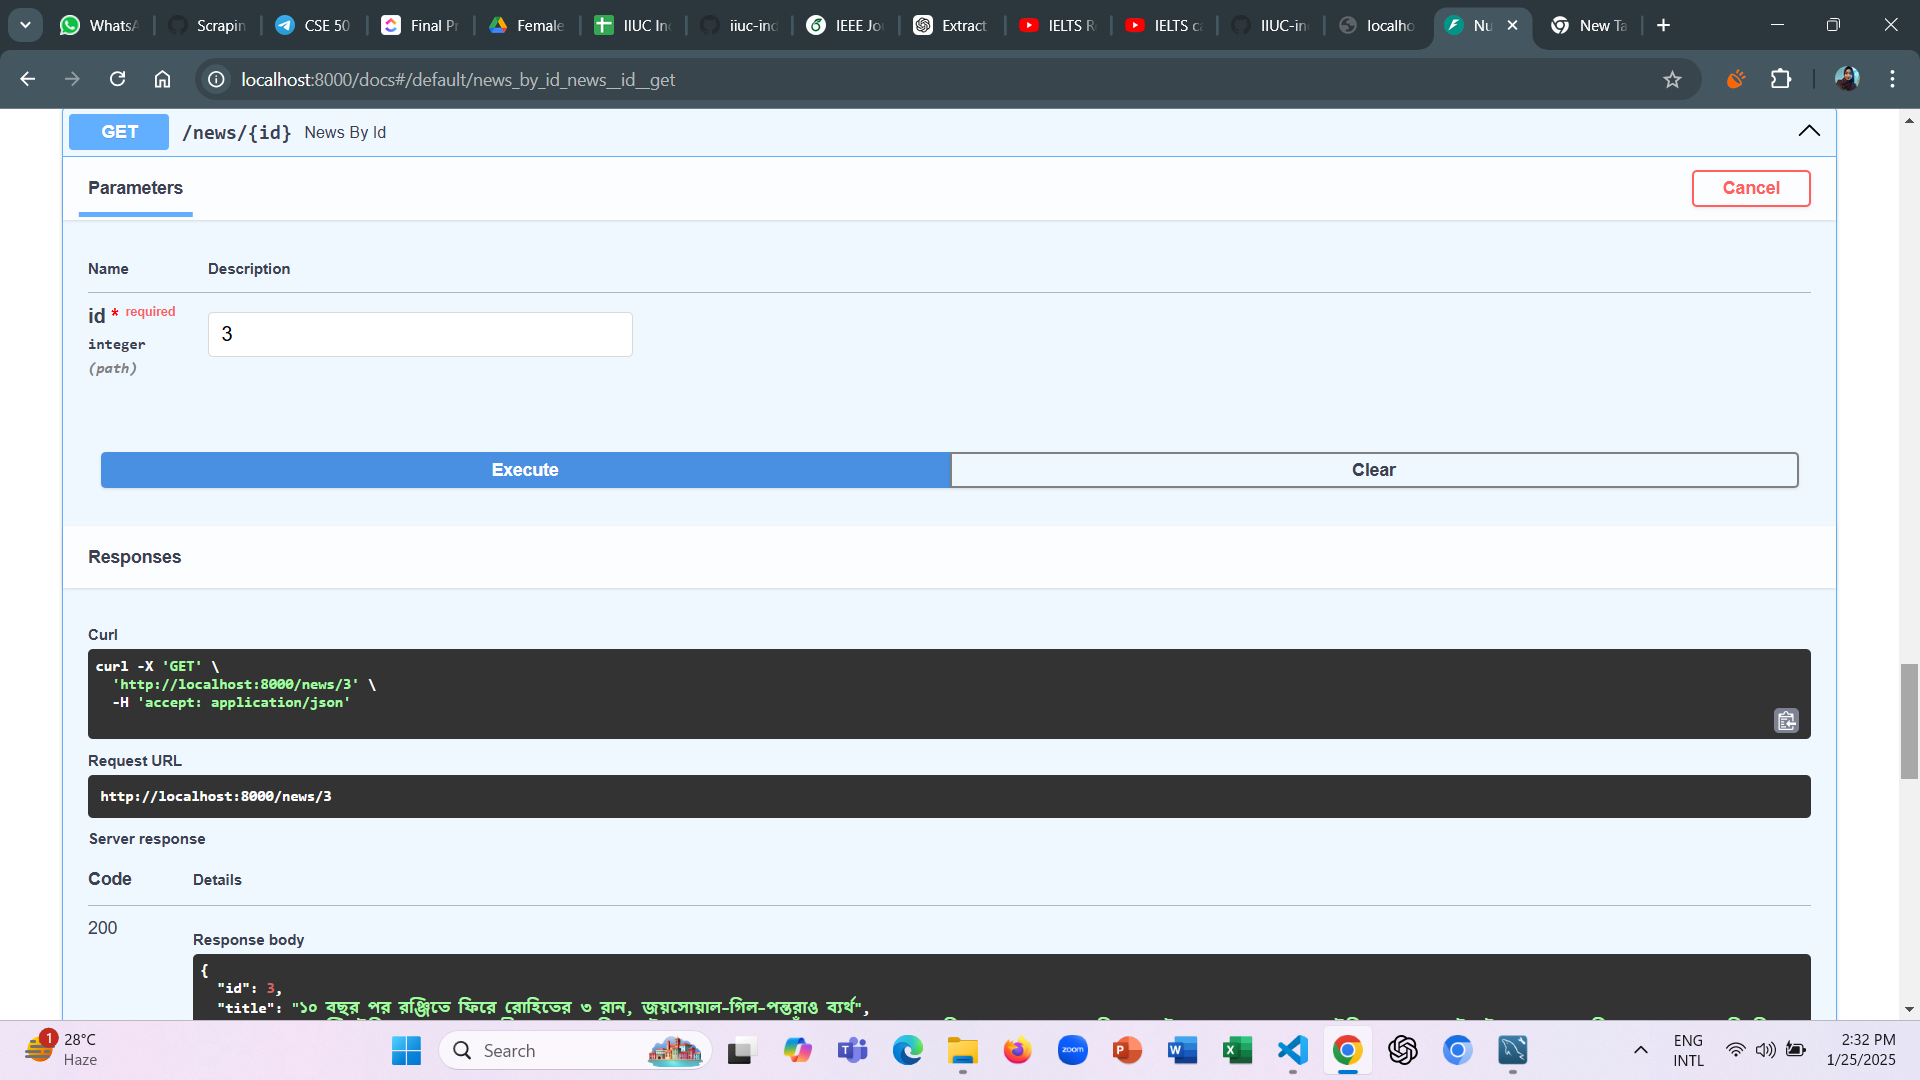 WhatsA
Scrapin
CSE 50
Final Pr
Female
IIUC In
iiuc-ind
IEEE Jo
Extract
IELTS R
IELTS c
IIUC-in
localho
Nu
New Ta
localhost:8000/docs#/default/news_by_id_news__id__get
GET /news/{id} News By Id
Parameters
Cancel
Name Description
id * required
integer
(path)
3
Execute
Clear
Responses
Curl
curl -X 'GET' \
'http://localhost:8000/news/3' \
-H 'accept: application/json'
Request URL
http://localhost:8000/news/3
Server response
Code Details
200
Response body
{
"id": 3,
"title": "১০ বছর পর রঞ্জিতে ফিরে রোহিতের ৩ রান, জয়সোয়াল-গিল-পন্তরাও ব্যর্থ",
1
28°C
Haze
Search
zoom
ENG
INTL
2:32 PM
1/25/2025